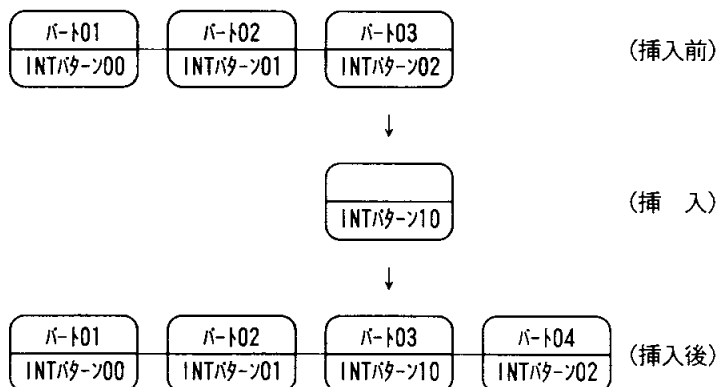 パート01 パート02 パート03
INTパターン00 INTパターン01 INTパターン02
(挿入前)
↓
INTパターン10
(挿 入)
↓
パート01 パート02 パート03 パート04
INTパターン00 INTパターン01 INTパターン10 INTパターン02
(挿入後)